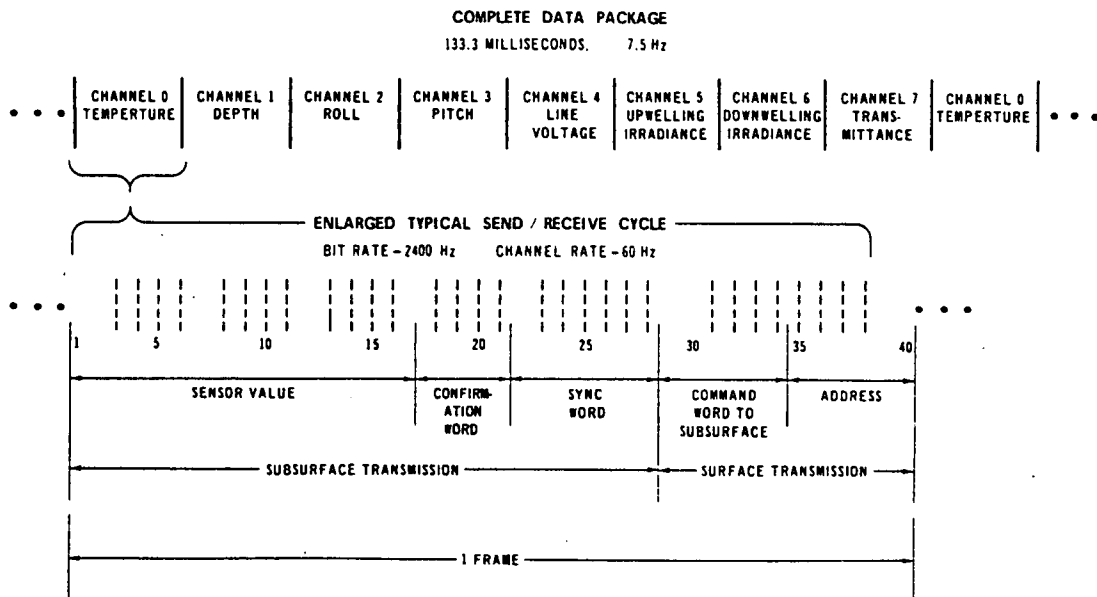 COMPLETE DATA PACKAGE
133.3 MILLISECONDS, 7.5 Hz
CHANNEL 0 TEMPERTURE
CHANNEL 1 DEPTH
CHANNEL 2 ROLL
CHANNEL 3 PITCH
CHANNEL 4 LINE VOLTAGE
CHANNEL 5 UPWELLING IRRADIANCE
CHANNEL 6 DOWNWELLING IRRADIANCE
CHANNEL 7 TRANS- MITTANCE
CHANNEL 0 TEMPERTURE
ENLARGED TYPICAL SEND / RECEIVE CYCLE
BIT RATE - 2400 Hz CHANNEL RATE - 60 Hz
1 5 10 15 20 25 30 35 40
SENSOR VALUE
CONFIRM- ATION WORD
SYNC WORD
COMMAND WORD TO SUBSURFACE
ADDRESS
SUBSURFACE TRANSMISSION
SURFACE TRANSMISSION
1 FRAME